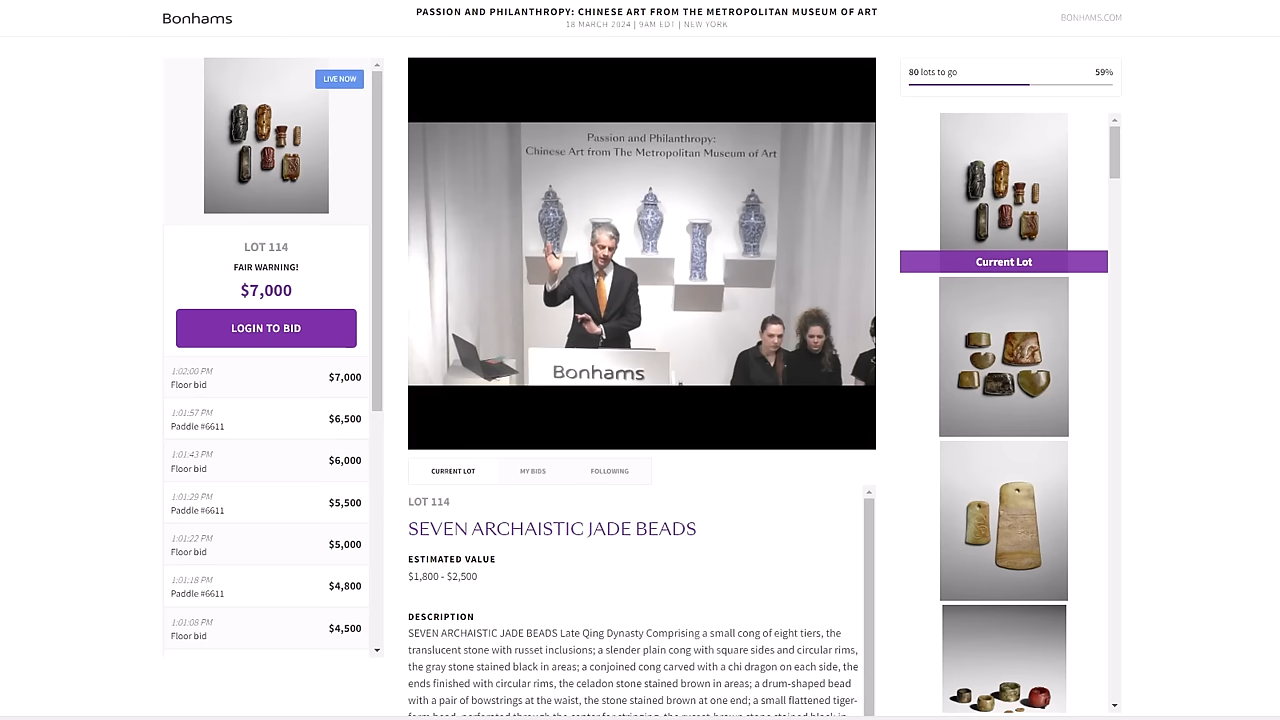 Bonhams
PASSION AND PHILANTHROPY: CHINESE ART FROM THE METROPOLITAN MUSEUM OF ART
18 MARCH 2024 | 9AM EDT | NEW YORK
BONHAMS.COM
LIVE NOW
LOT 114
FAIR WARNING!
$7,000
LOGIN TO BID
1:02:00 PM
Floor bid
$7,000
1:01:57 PM
Paddle #6611
$6,500
1:01:43 PM
Floor bid
$6,000
1:01:29 PM
Paddle #6611
$5,500
1:01:22 PM
Floor bid
$5,000
1:01:18 PM
Paddle #6611
$4,800
1:01:08 PM
Floor bid
$4,500
Passion and Philanthropy:
Chinese Art from The Metropolitan Museum of Art
Bonhams
CURRENT LOT
MY BIDS
FOLLOWING
LOT 114
SEVEN ARCHAISTIC JADE BEADS
ESTIMATED VALUE
$1,800 - $2,500
DESCRIPTION
SEVEN ARCHAISTIC JADE BEADS Late Qing Dynasty Comprising a small cong of eight tiers, the
translucent stone with russet inclusions; a slender plain cong with square sides and circular rims,
the gray stone stained black in areas; a conjoined cong carved with a chi dragon on each side, the
ends finished with circular rims, the celadon stone stained brown in areas; a drum-shaped bead
with a pair of bowstrings at the waist, the stone stained brown at one end; a small flattened tiger-
80 lots to go
59%
Current Lot